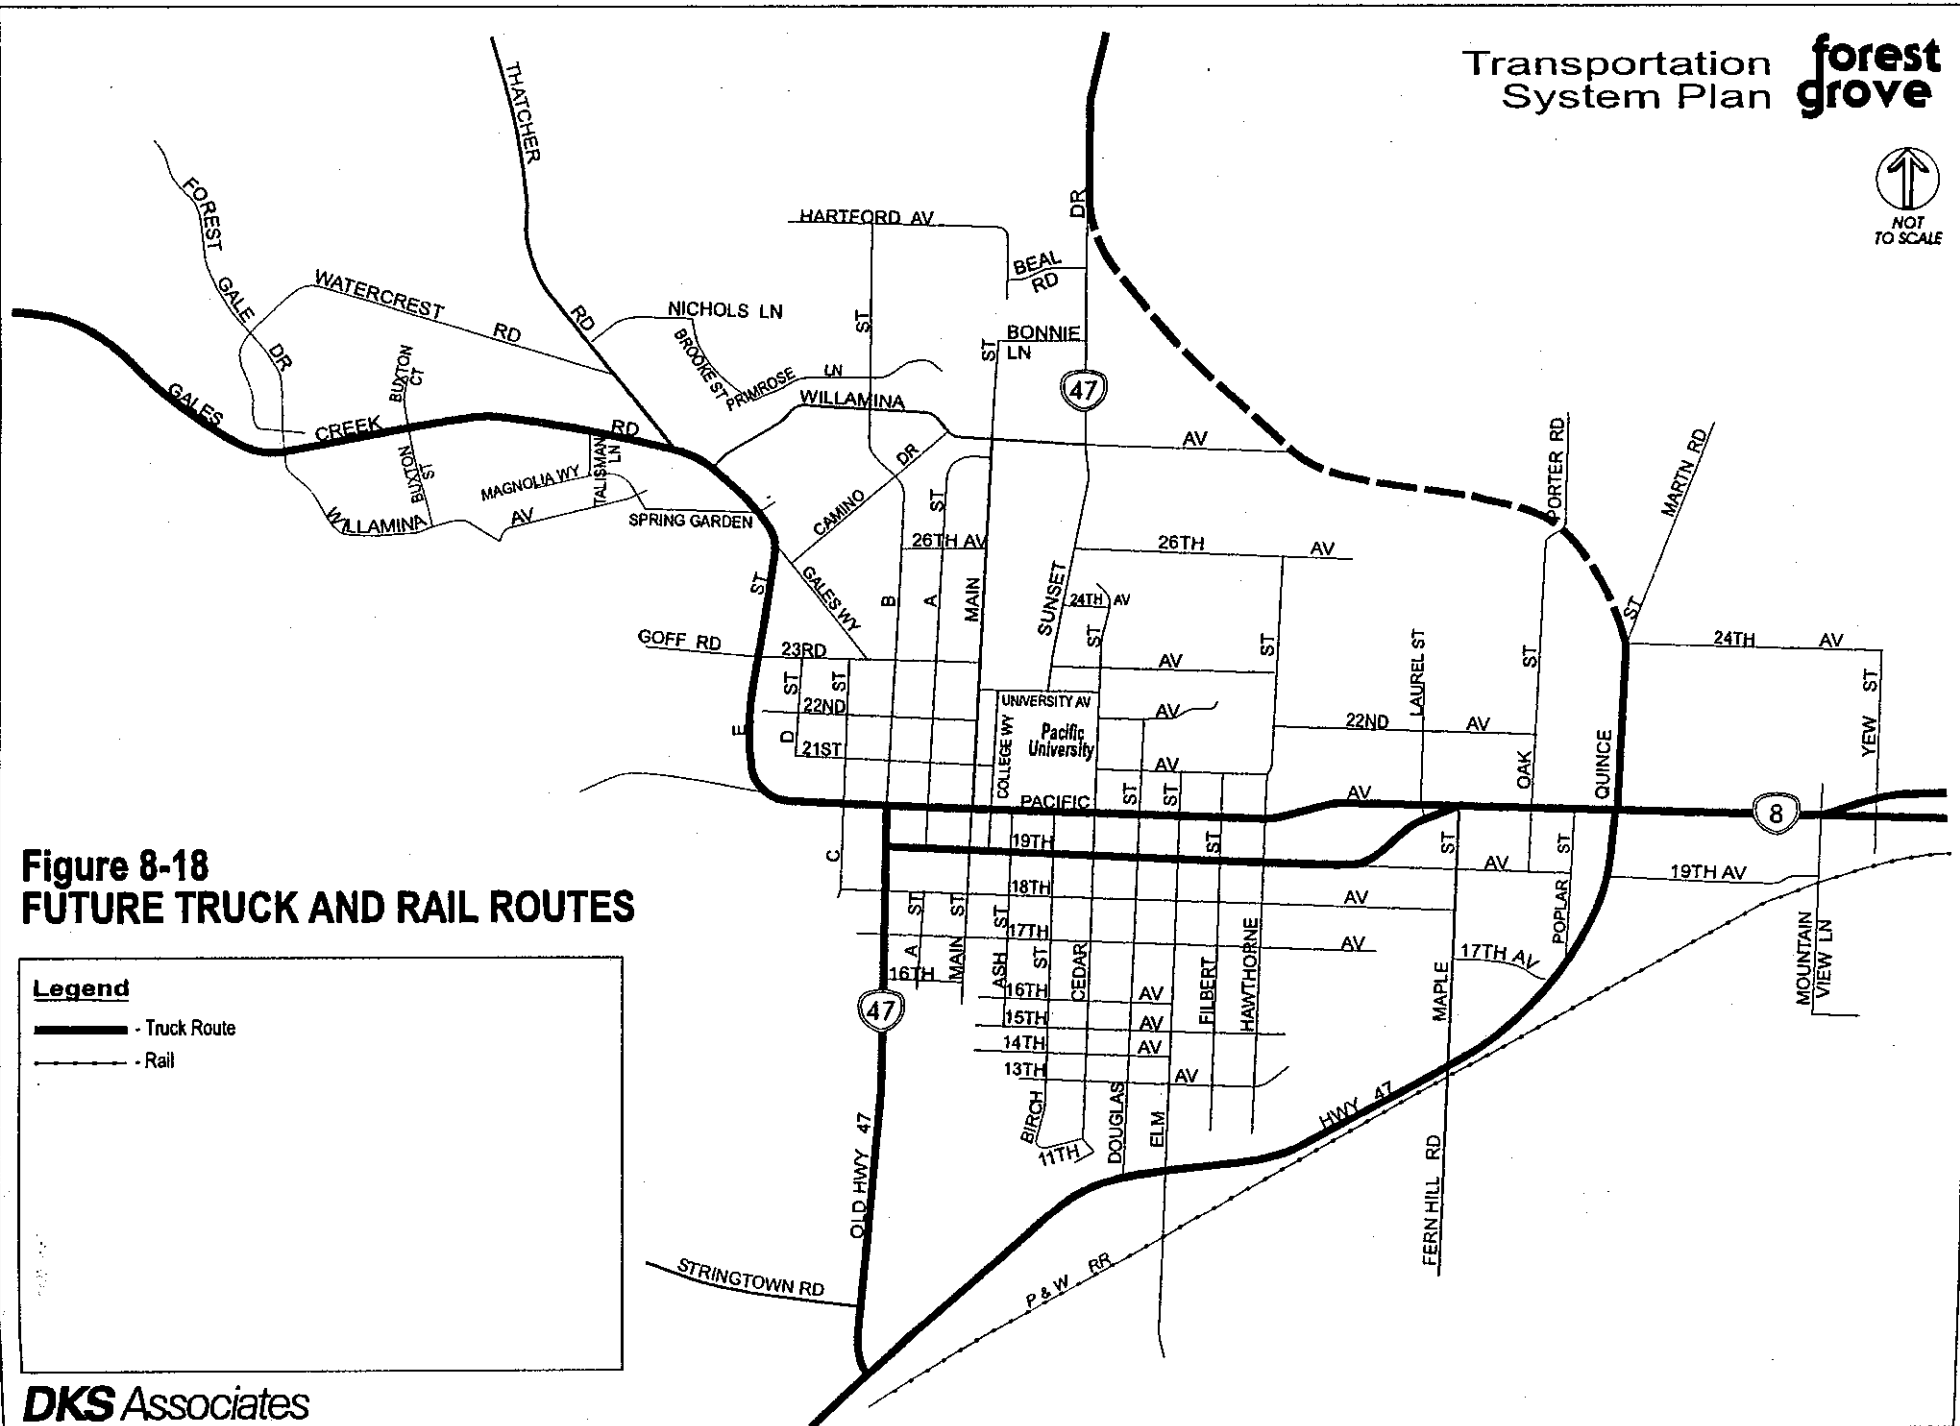 Transportation
System Plan
forest
grove
NOT
TO SCALE
THATCHER
RD
DR
FOREST
GALE
DR
HARTFORD AV
BEAL
RD
WATERCREST
RD
NICHOLS LN
ST
BONNIE
LN
ST
BROOKE ST
PRIMROSE
LN
47
BUXTON
CT
WILLAMINA
AV
GALES
CREEK
RD
BUXTON
ST
MAGNOLIA WY
TALISMAN
LN
DR
CAMINO
ST
PORTER RD
MARTN RD
WILLAMINA
AV
SPRING GARDEN
26TH AV
26TH
AV
ST
GALES WY
B
A
MAIN
SUNSET
24TH AV
ST
ST
ST
LAUREL ST
ST
24TH
AV
GOFF RD
23RD
AV
ST
ST
ST
UNIVERSITY AV
Pacific
University
COLLEGE WY
22ND
AV
22ND
AV
E
D
21ST
AV
OAK
QUINCE
YEW
PACIFIC
ST
ST
AV
8
C
19TH
ST
ST
AV
ST
19TH AV
Figure 8-18
FUTURE TRUCK AND RAIL ROUTES
18TH
AV
ST
ST
ST
17TH
AV
A
MAIN
ASH
ST
CEDAR
FILBERT
HAWTHORNE
MAPLE
17TH AV
POPLAR
MOUNTAIN
VIEW LN
16TH
16TH
AV
47
15TH
AV
14TH
AV
13TH
AV
Legend
- Truck Route
- Rail
BIRCH
11TH
DOUGLAS
ELM
HWY 47
FERN HILL RD
OLD HWY 47
STRINGTOWN RD
P & W RR
DKS Associates